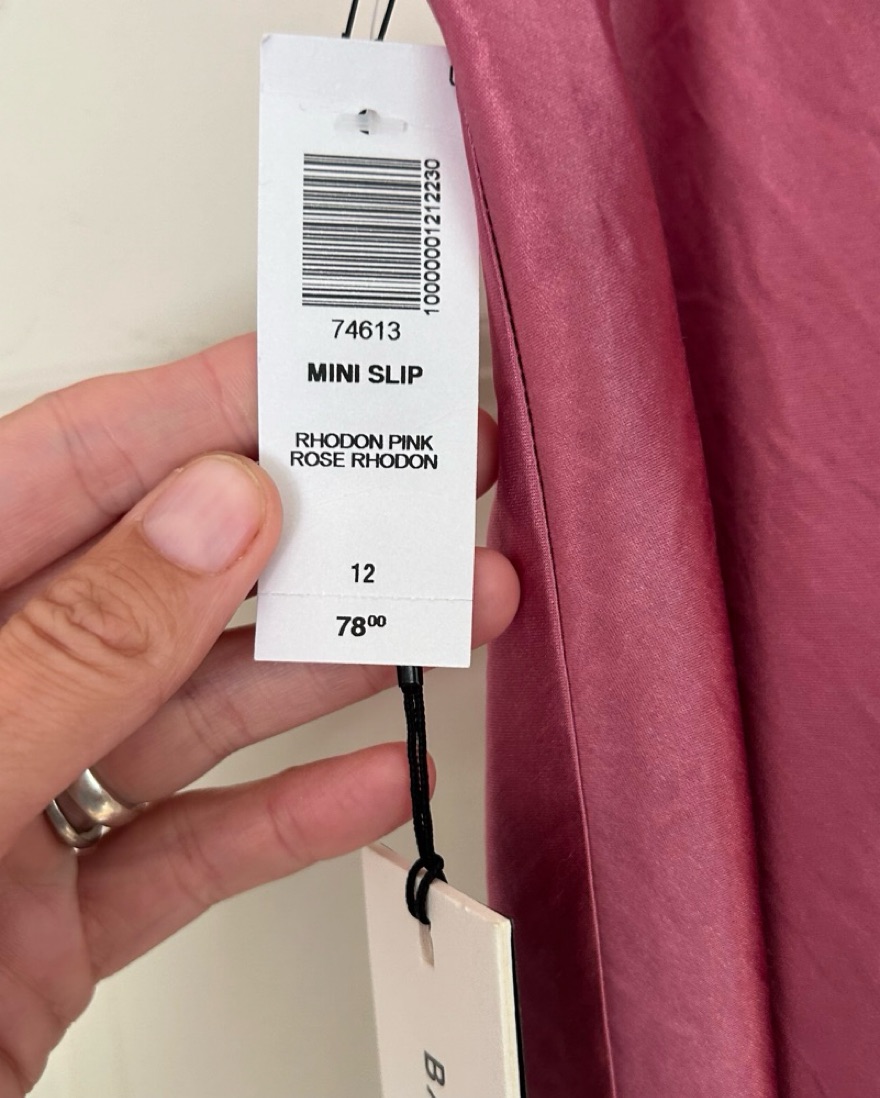 10000001212230
74613
MINI SLIP
RHODON PINK
ROSE RHODON
12
78⁰⁰